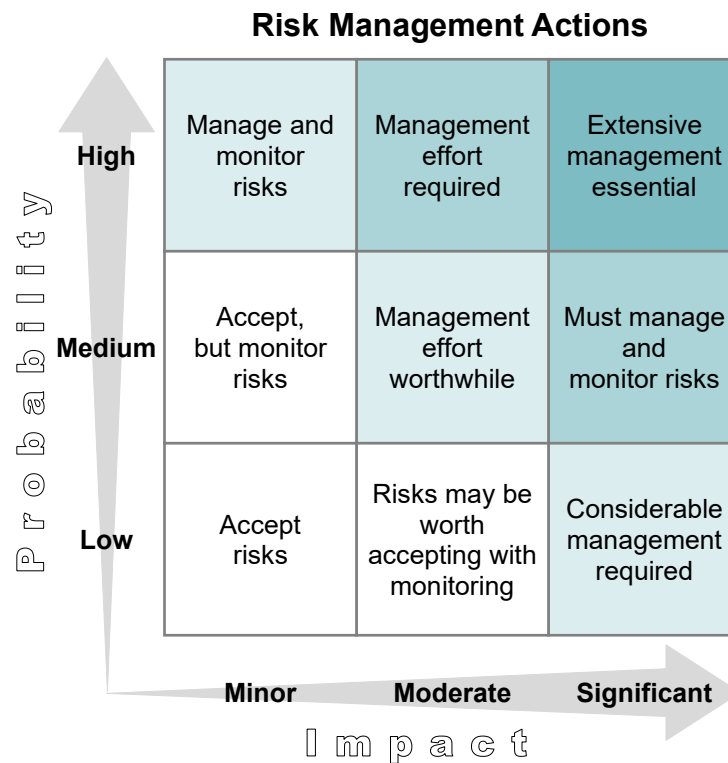 Risk Management Actions
Probability
High
Manage and
monitor
risks
Management
effort
required
Extensive
management
essential
Medium
Accept,
but monitor
risks
Management
effort
worthwhile
Must manage
and
monitor risks
Low
Accept
risks
Risks may be
worth
accepting with
monitoring
Considerable
management
required
Minor
Moderate
Significant
Impact